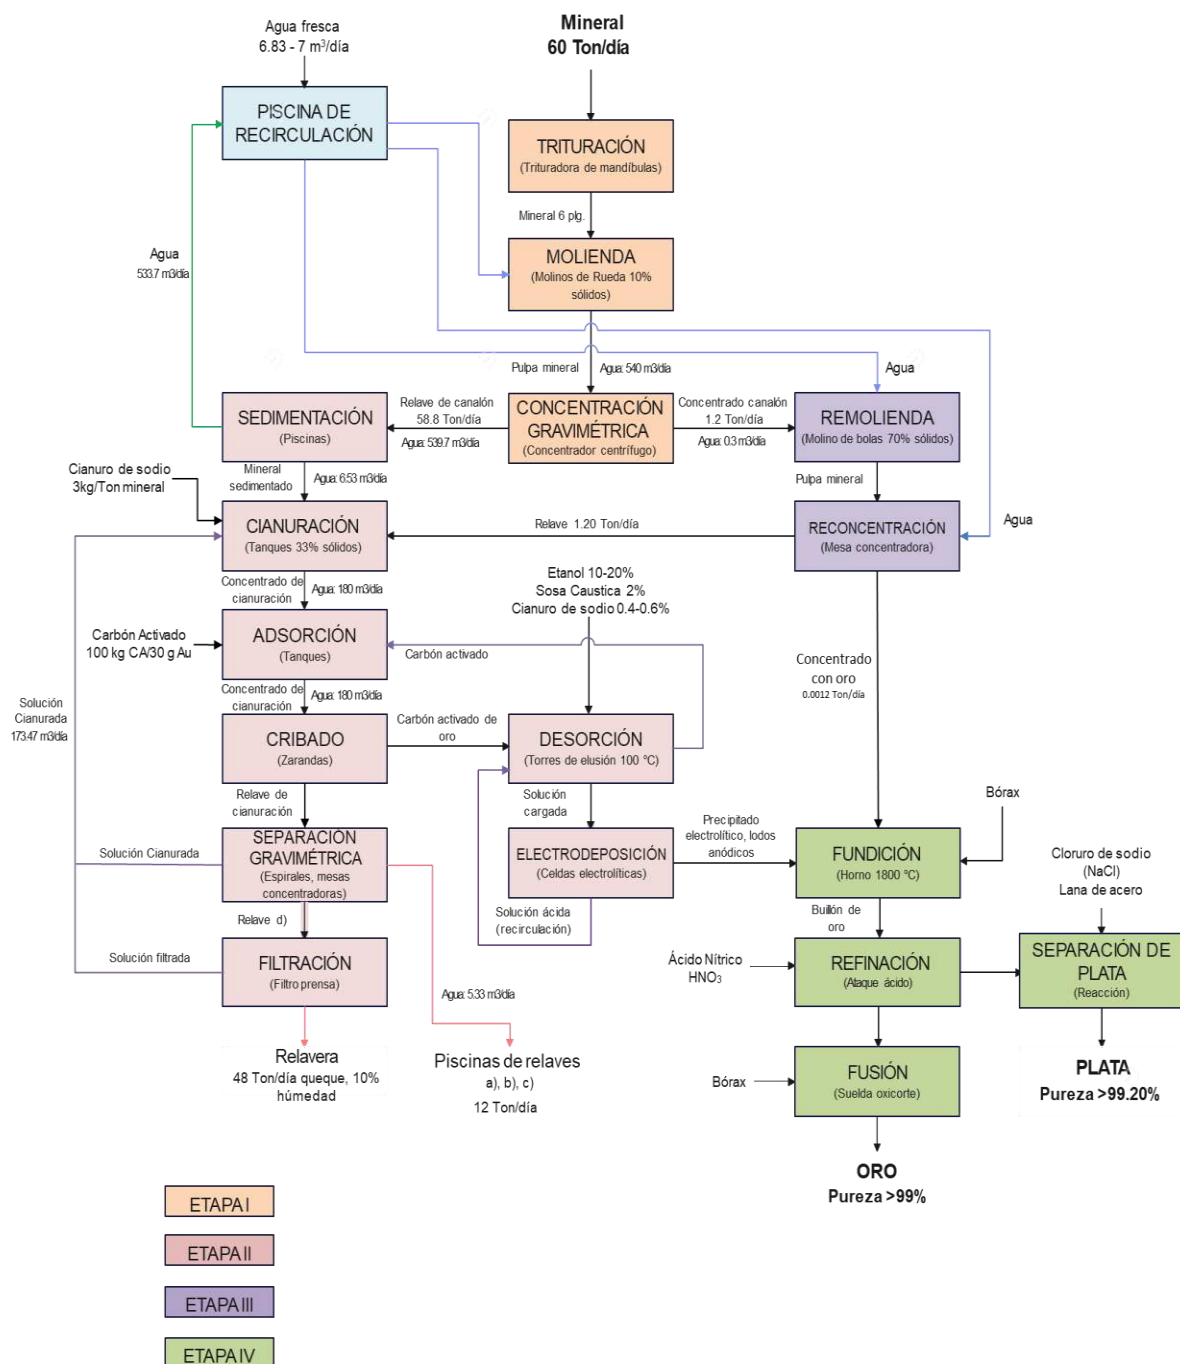 Agua fresca
6.83 - 7 m³/día
Mineral
60 Ton/día
PISCINA DE
RECIRCULACIÓN
TRITURACIÓN
(Trituradora de mandíbulas)
Mineral 6 plg.
Agua
533.7 m3/día
MOLIENDA
(Molinos de Rueda 10%
sólidos)
Pulpa mineral
Agua: 540 m3/día
Agua
SEDIMENTACIÓN
(Piscinas)
Relave de canalón
58.8 Ton/día
Agua: 539.7 m3/día
CONCENTRACIÓN
GRAVIMÉTRICA
(Concentrador centrífugo)
Concentrado canalón
1.2 Ton/día
Agua: 0.3 m3/día
REMOLIENDA
(Molino de bolas 70% sólidos)
Cianuro de sodio
3kg/Ton mineral
Mineral
sedimentado
Agua: 6.53 m3/día
Pulpa mineral
CIANURACIÓN
(Tanques 33% sólidos)
Relave 1.20 Ton/día
RECONCENTRACIÓN
(Mesa concentradora)
Agua
Concentrado de
cianuración
Agua: 180 m3/día
Etanol 10-20%
Sosa Caustica 2%
Cianuro de sodio 0.4-0.6%
Carbón Activado
100 kg CA/30 g Au
ADSORCIÓN
(Tanques)
Carbón activado
Concentrado
con oro
0.0012 Ton/día
Solución
Cianurada
173.47 m3/día
Concentrado de
cianuración
Agua: 180 m3/día
CRIBADO
(Zarandas)
Carbón activado de
oro
DESORCIÓN
(Torres de elusión 100 °C)
Relave de
cianuración
Solución
cargada
Bórax
Solución Cianurada
SEPARACIÓN
GRAVIMÉTRICA
(Espirales, mesas
concentradoras)
ELECTRODEPOSICIÓN
(Celdas electrolíticas)
Precipitado
electrolítico, lodos
anódicos
FUNDICIÓN
(Horno 1800 °C)
Cloruro de sodio
(NaCl)
Lana de acero
Relave d)
Solución ácida
(recirculación)
Bullón de
oro
Solución filtrada
FILTRACIÓN
(Filtro prensa)
Agua: 5.33 m3/día
Ácido Nítrico
HNO₃
REFINACIÓN
(Ataque ácido)
SEPARACIÓN DE
PLATA
(Reacción)
Relavera
48 Ton/día queque, 10%
húmedad
Piscinas de relaves
a), b), c)
12 Ton/día
Bórax
FUSIÓN
(Suelda oxicorte)
PLATA
Pureza >99.20%
ORO
Pureza >99%
ETAPA I
ETAPA II
ETAPA III
ETAPA IV